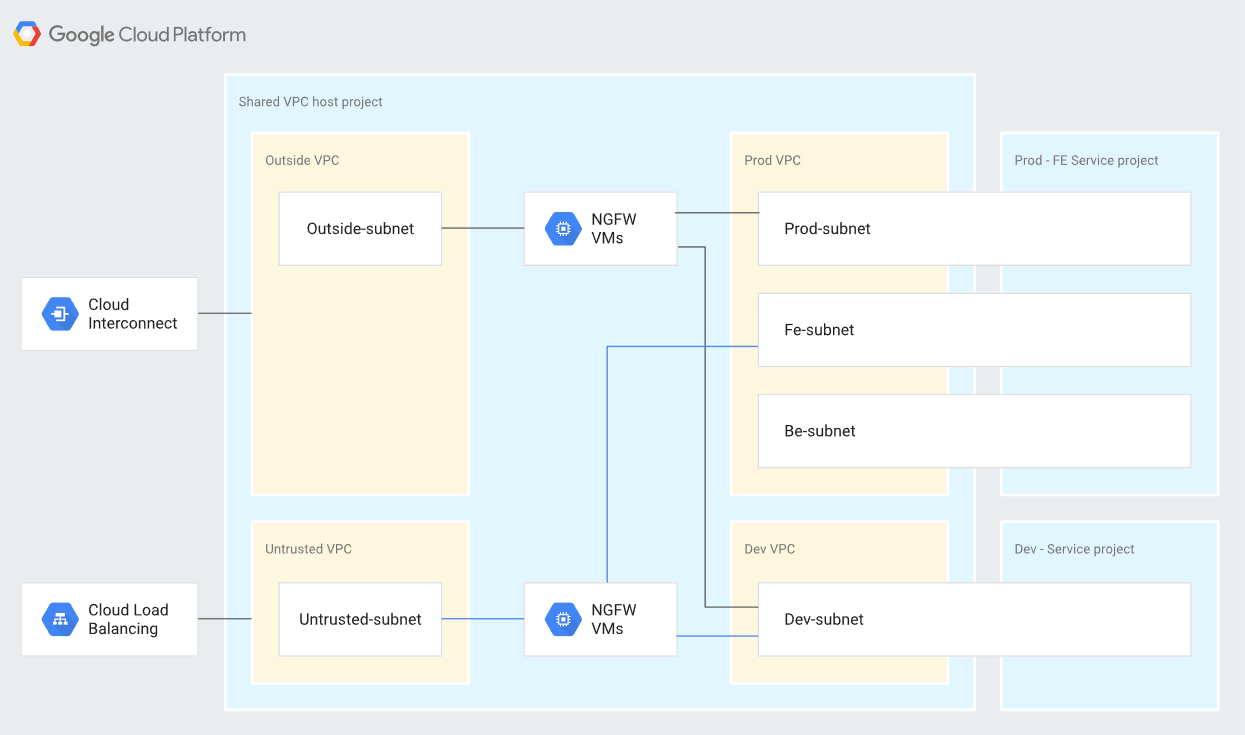 Google Cloud Platform
Shared VPC host project
Outside VPC
Prod VPC
Prod - FE Service project
Outside-subnet
NGFW
VMs
Prod-subnet
Cloud
Interconnect
Fe-subnet
Be-subnet
Untrusted VPC
Dev VPC
Dev - Service project
Cloud Load
Balancing
Untrusted-subnet
NGFW
VMs
Dev-subnet